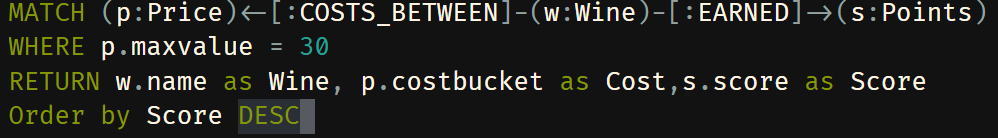 MATCH (p:Price)<-[:COSTS_BETWEEN]-(w:Wine)-[:EARNED]->(s:Points)
WHERE p.maxvalue = 30
RETURN w.name as Wine, p.costbucket as Cost,s.score as Score
Order by Score DESC